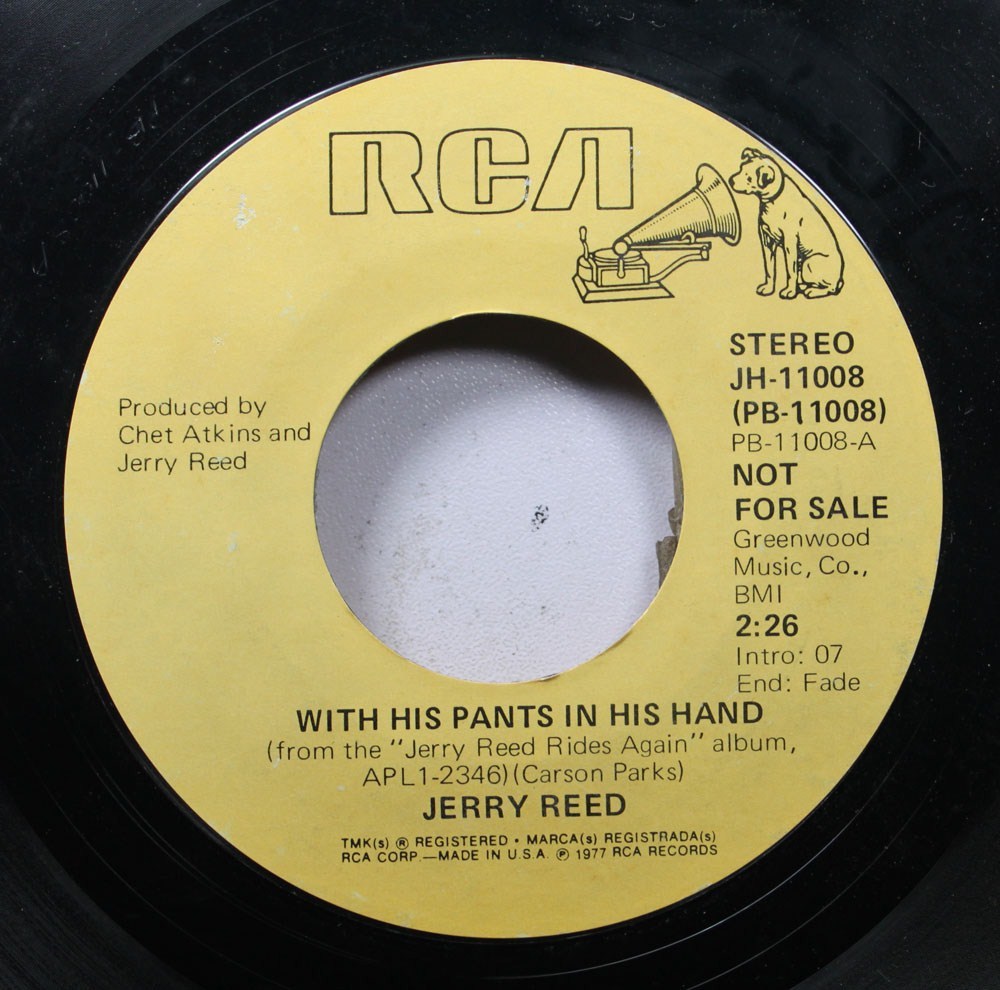 RCA
Produced by
Chet Atkins and
Jerry Reed
STEREO
JH-11008
(PB-11008)
PB-11008-A
NOT
FOR SALE
Greenwood
Music, Co.,
BMI
2:26
Intro: 07
End: Fade
WITH HIS PANTS IN HIS HAND
(from the "Jerry Reed Rides Again" album,
APL1-2346)(Carson Parks)
JERRY REED
TMK(s) ® REGISTERED • MARCA(s) REGISTRADA(s)
RCA CORP.—MADE IN U.S.A. ℗ 1977 RCA RECORDS